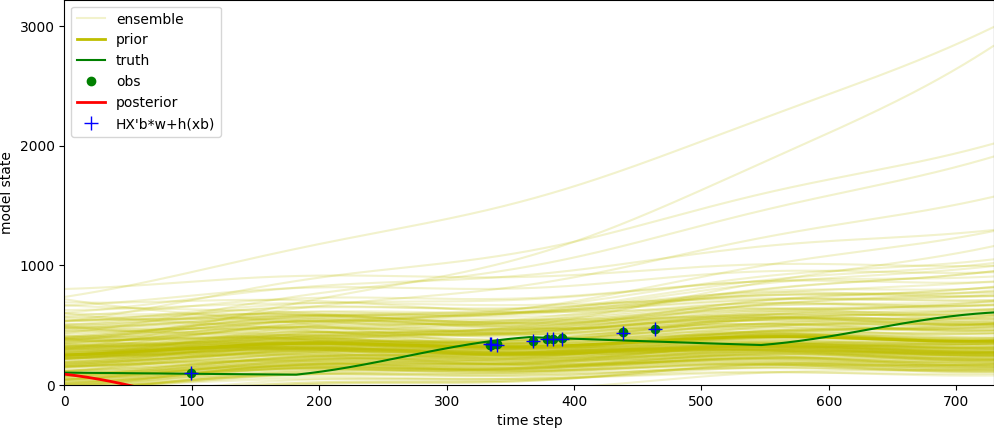 3000
2000
1000
0
model state
ensemble
prior
truth
obs
posterior
HX'b*w+h(xb)
0 100 200 300 400 500 600 700
time step